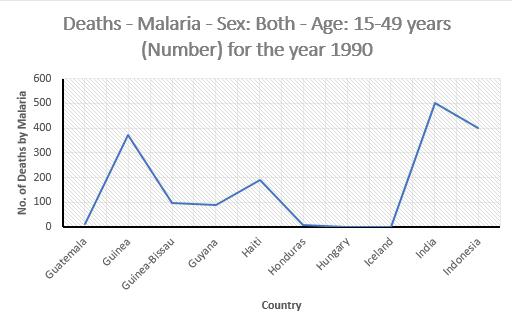 Deaths - Malaria - Sex: Both - Age: 15-49 years
(Number) for the year 1990
600
500
400
300
200
100
0
No. of Deaths by Malaria
Guatemala
Guinea
Guinea-Bissau
Guyana
Haiti
Honduras
Hungary
Iceland
India
Indonesia
Country